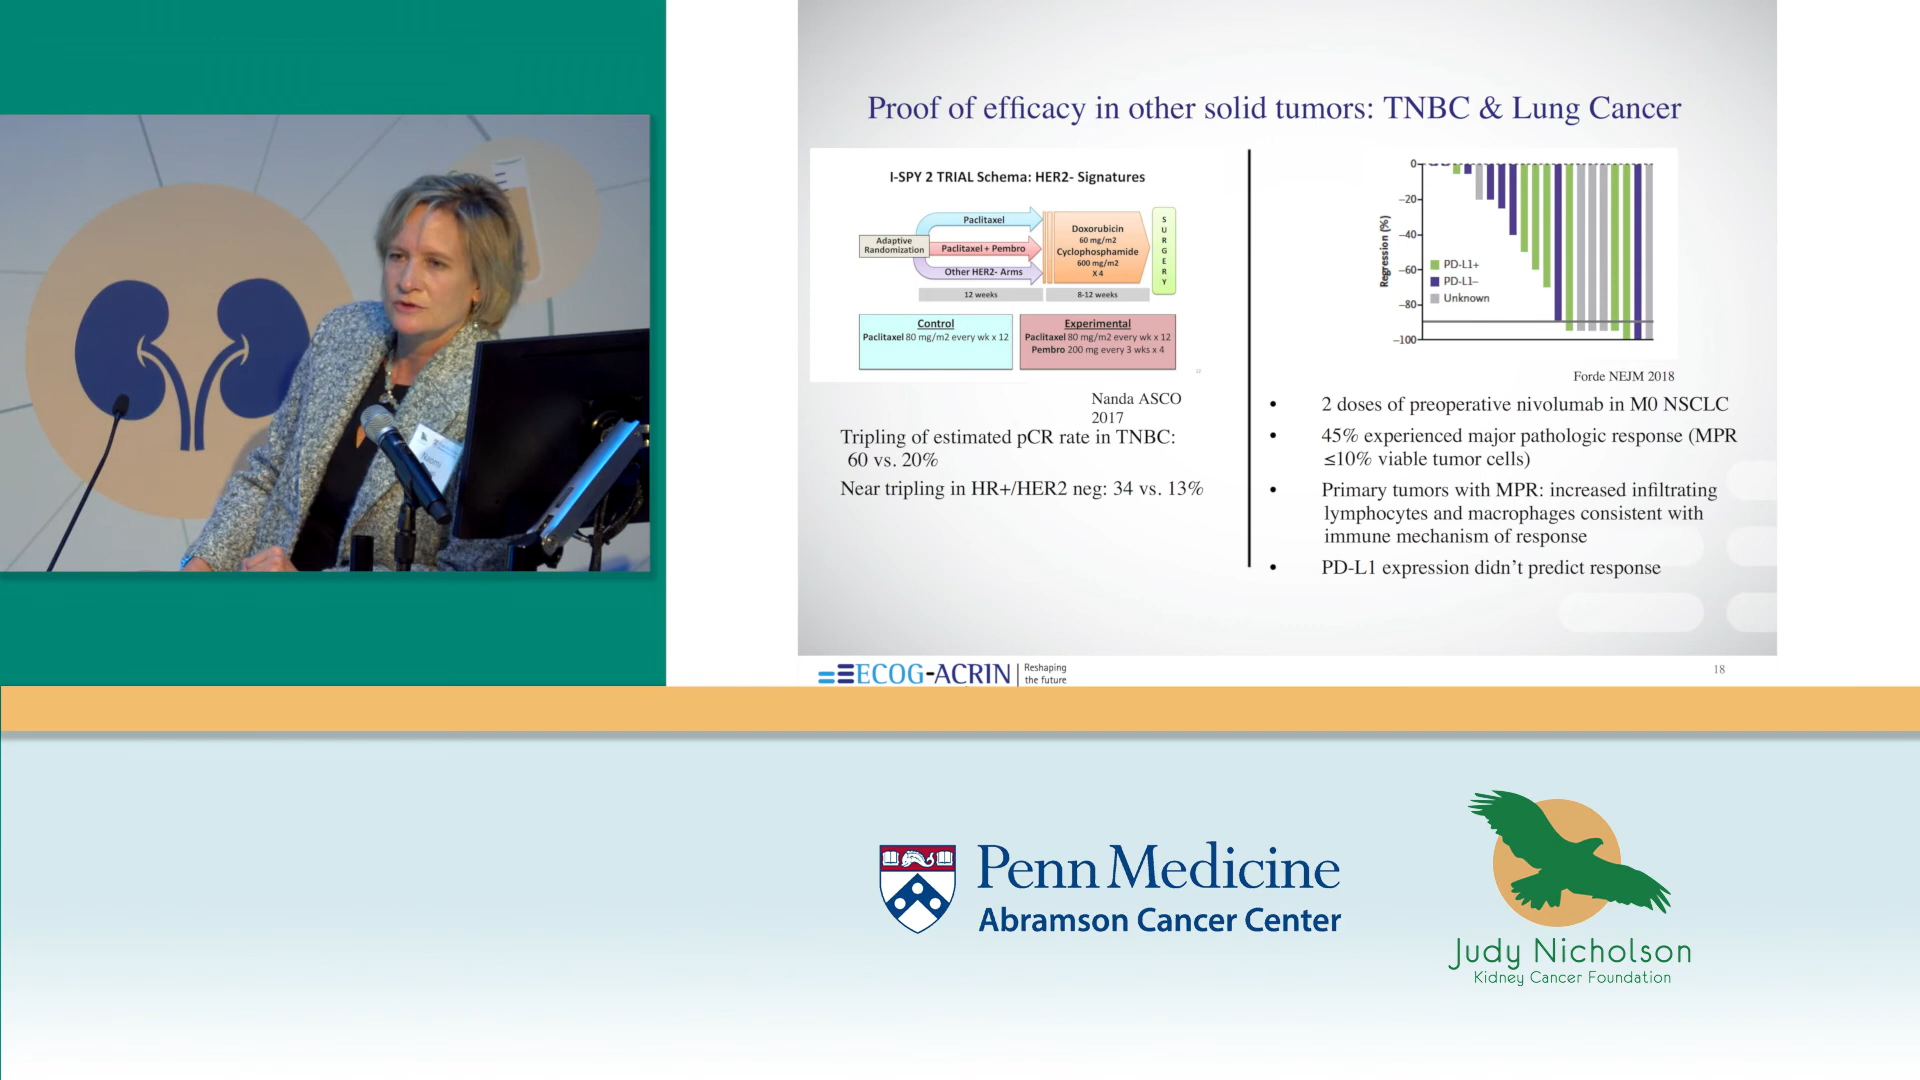 Naomi
Proof of efficacy in other solid tumors: TNBC & Lung Cancer
I-SPY 2 TRIAL Schema: HER2- Signatures
Adaptive
Randomization
Paclitaxel
Paclitaxel + Pembro
Other HER2- Arms
Doxorubicin
60 mg/m2
Cyclophosphamide
600 mg/m2
X 4
SURGERY
12 weeks
8-12 weeks
Control
Paclitaxel 80 mg/m2 every wk x 12
Experimental
Paclitaxel 80 mg/m2 every wk x 12
Pembro 200 mg every 3 wks x 4
Nanda ASCO
2017
Tripling of estimated pCR rate in TNBC:
60 vs. 20%
Near tripling in HR+/HER2 neg: 34 vs. 13%
Regression (%)
0
−20
−40
−60
−80
−100
PD-L1+
PD-L1−
Unknown
Forde NEJM 2018
• 2 doses of preoperative nivolumab in M0 NSCLC
• 45% experienced major pathologic response (MPR
≤10% viable tumor cells)
• Primary tumors with MPR: increased infiltrating
lymphocytes and macrophages consistent with
immune mechanism of response
• PD-L1 expression didn’t predict response
ECOG-ACRIN
Reshaping
the future
18
Penn Medicine
Abramson Cancer Center
Judy Nicholson
Kidney Cancer Foundation